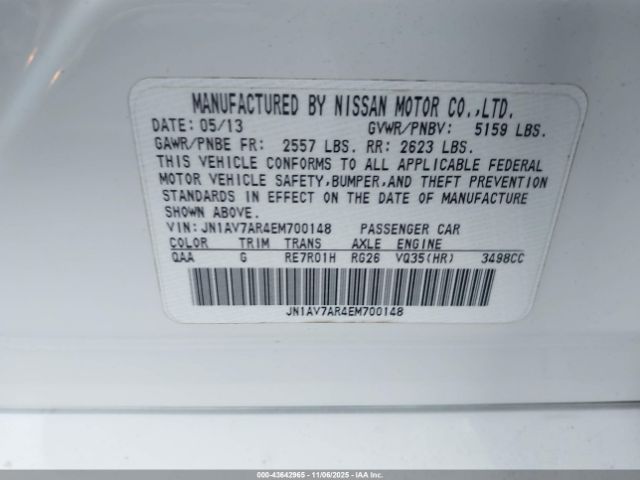 MANUFACTURED BY NISSAN MOTOR CO.,LTD.
DATE: 05/13 GVWR/PNBV: 5159 LBS.
GAWR/PNBE FR: 2557 LBS. RR: 2623 LBS.
THIS VEHICLE CONFORMS TO ALL APPLICABLE FEDERAL
MOTOR VEHICLE SAFETY,BUMPER,AND THEFT PREVENTION
STANDARDS IN EFFECT ON THE DATE OF MANUFACTURE
SHOWN ABOVE.
VIN: JN1AV7AR4EM700148 PASSENGER CAR
COLOR TRIM TRANS AXLE ENGINE
QAA G RE7R01H RG26 VQ35(HR) 3498CC
JN1AV7AR4EM700148
000-43642965 - 11/06/2025 - IAA, Inc.